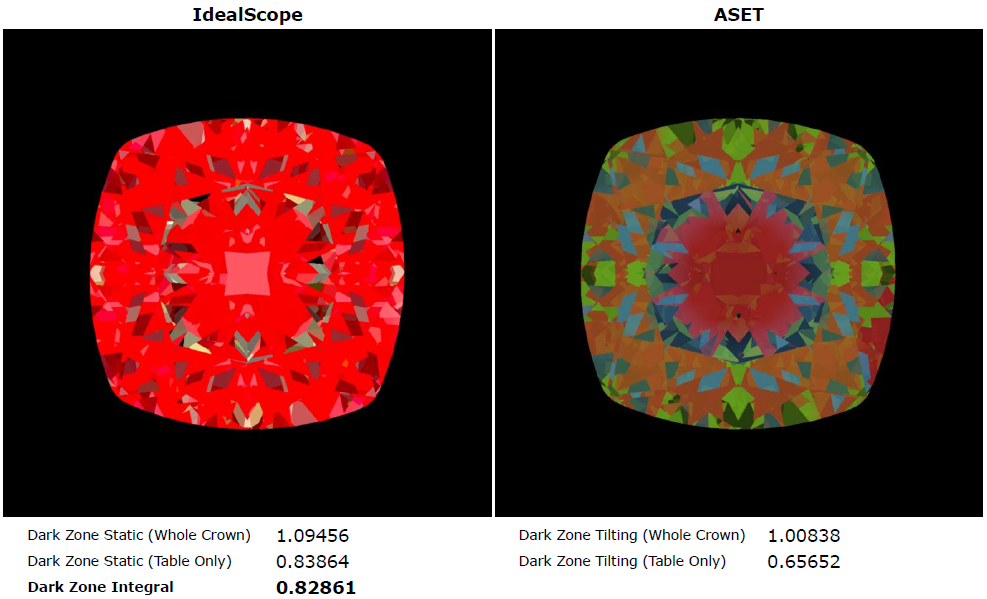 IdealScope
ASET
Dark Zone Static (Whole Crown) 1.09456
Dark Zone Tilting (Whole Crown) 1.00838
Dark Zone Static (Table Only) 0.83864
Dark Zone Tilting (Table Only) 0.65652
Dark Zone Integral 0.82861